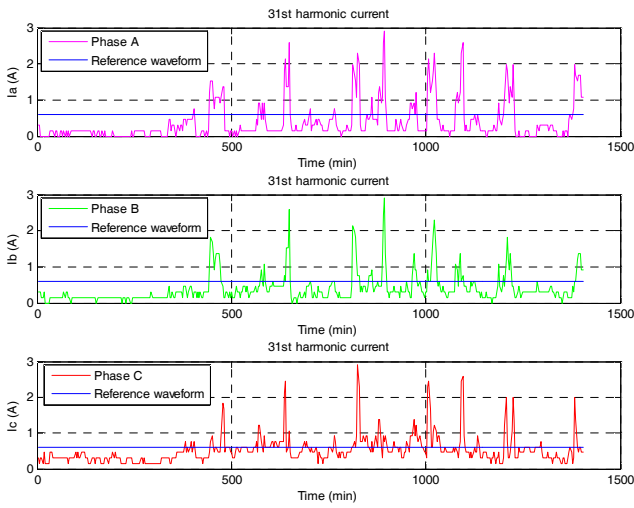 31st harmonic current
3
2
1
0
Ia (A)
Phase A
Reference waveform
0 500 1000 1500
Time (min)
31st harmonic current
3
2
1
0
Ib (A)
Phase B
Reference waveform
0 500 1000 1500
Time (min)
31st harmonic current
3
2
1
0
Ic (A)
Phase C
Reference waveform
0 500 1000 1500
Time (min)